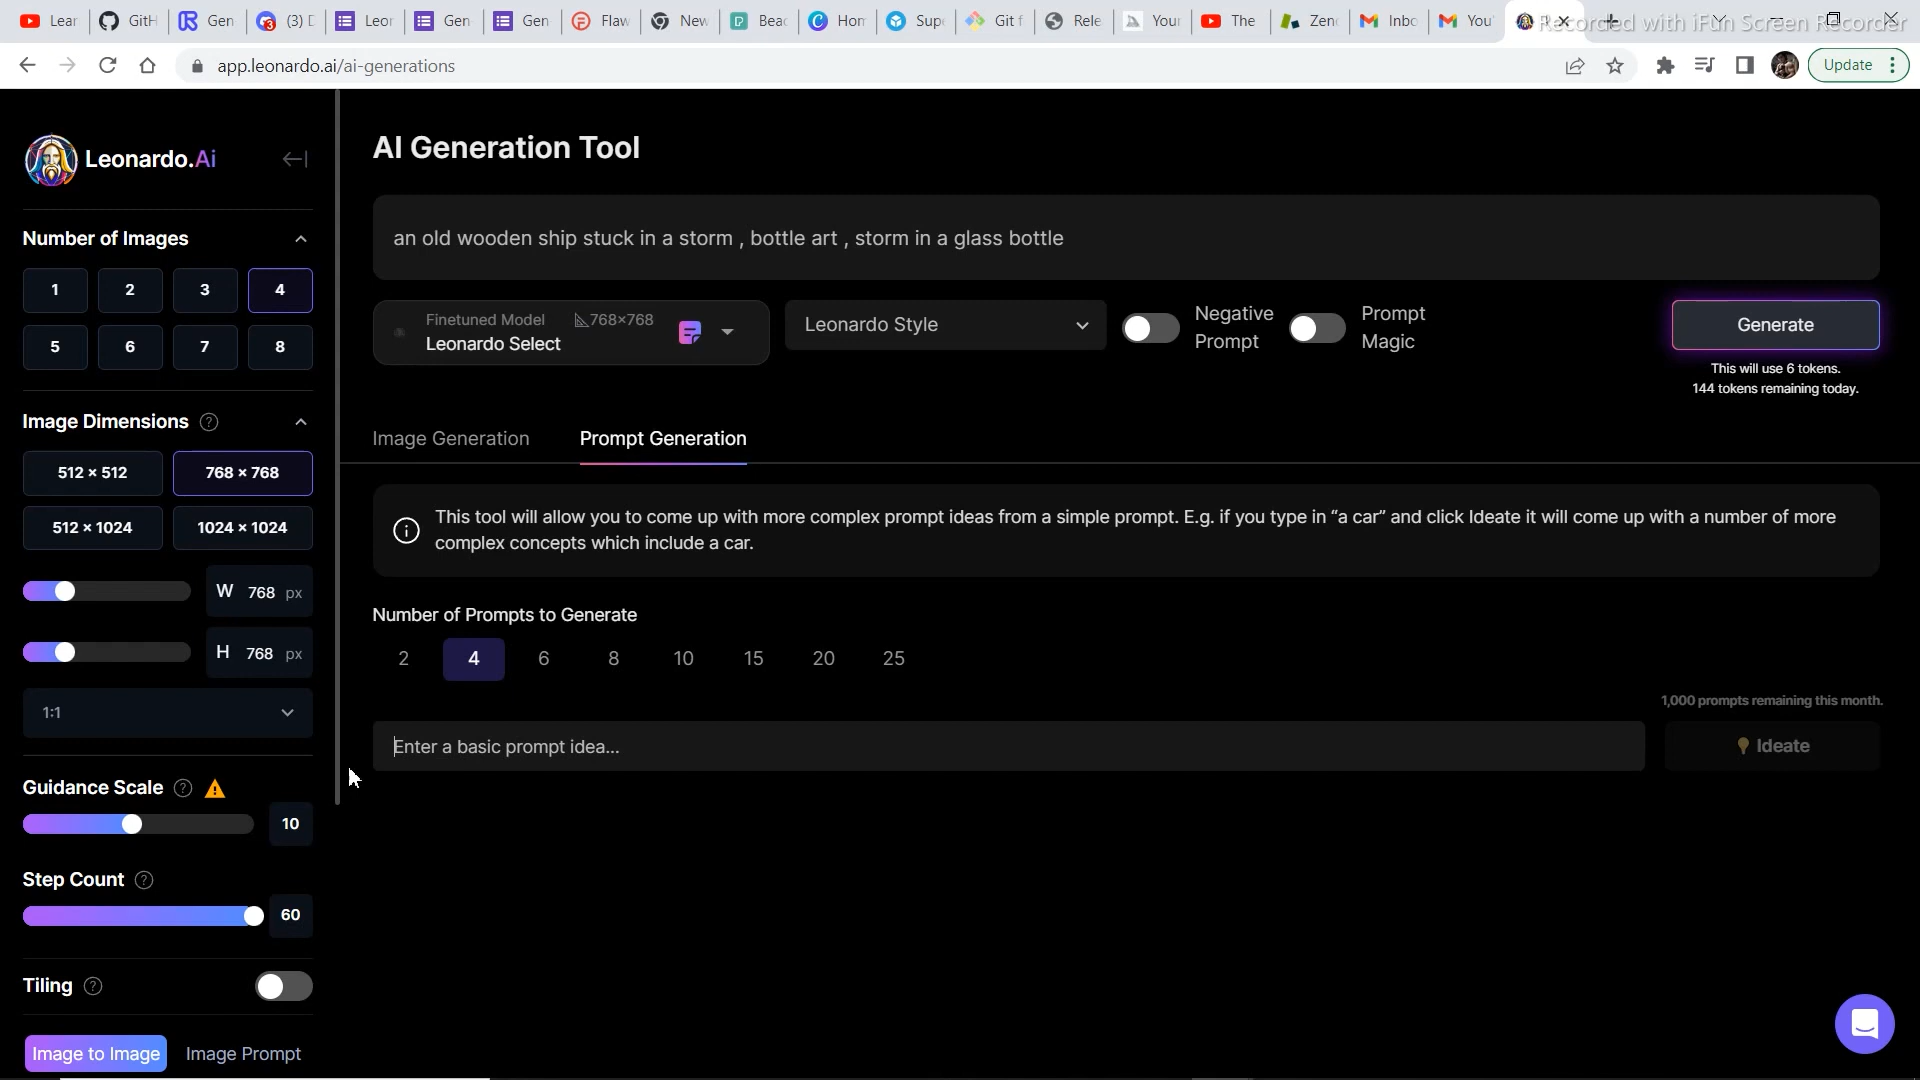 Lear
GitH
Gen
(3) D
Leor
Gen
Gen
Flaw
New
Beac
Hom
Supe
Git f
Rele
Your
The
Zen
Inbo
You'
Recorded with iFun Screen Recorder
app.leonardo.ai/ai-generations
Update
Leonardo.Ai
Number of Images
1 2 3 4
5 6 7 8
Image Dimensions
512 × 512 768 × 768
512 × 1024 1024 × 1024
W 768 px
H 768 px
1:1
Guidance Scale
10
Step Count
60
Tiling
Image to Image Image Prompt
AI Generation Tool
an old wooden ship stuck in a storm , bottle art , storm in a glass bottle
Finetuned Model 768×768
Leonardo Select
Leonardo Style
Negative
Prompt
Prompt
Magic
Generate
This will use 6 tokens.
144 tokens remaining today.
Image Generation Prompt Generation
This tool will allow you to come up with more complex prompt ideas from a simple prompt. E.g. if you type in “a car” and click Ideate it will come up with a number of more
complex concepts which include a car.
Number of Prompts to Generate
2 4 6 8 10 15 20 25
1,000 prompts remaining this month.
Enter a basic prompt idea...
Ideate